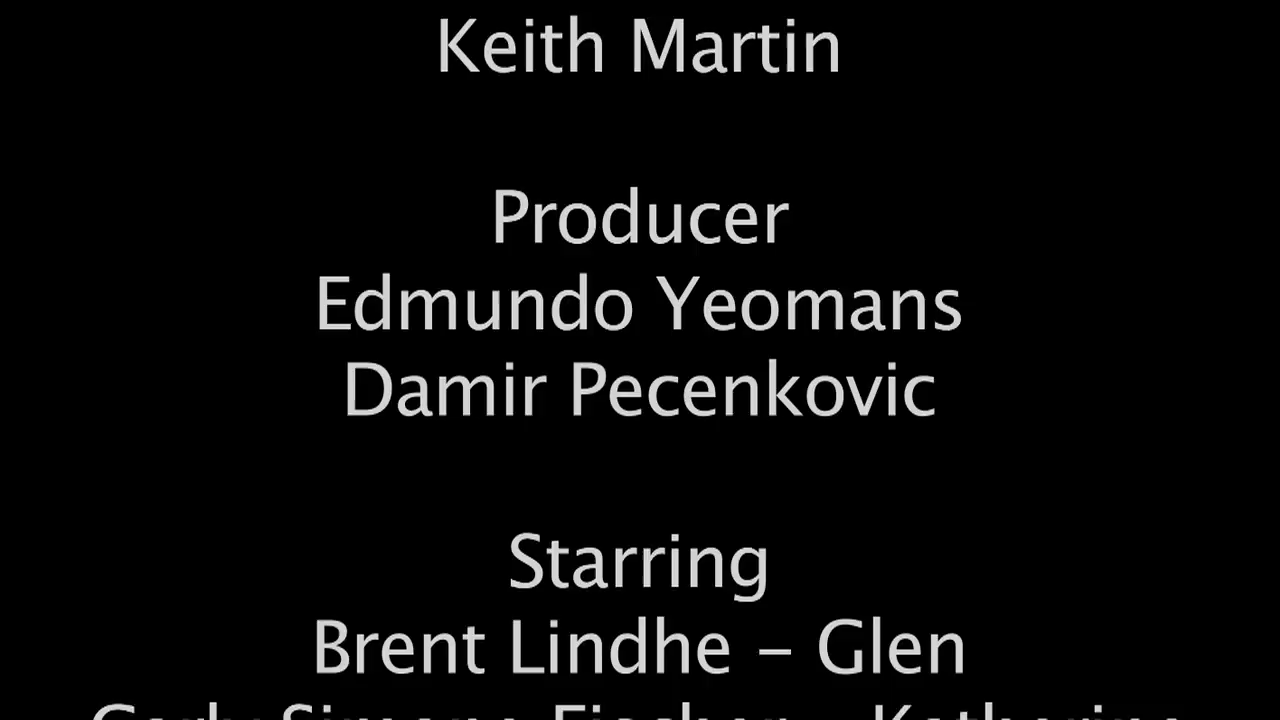 Keith Martin
Producer
Edmundo Yeomans
Damir Pecenkovic
Starring
Brent Lindhe – Glen